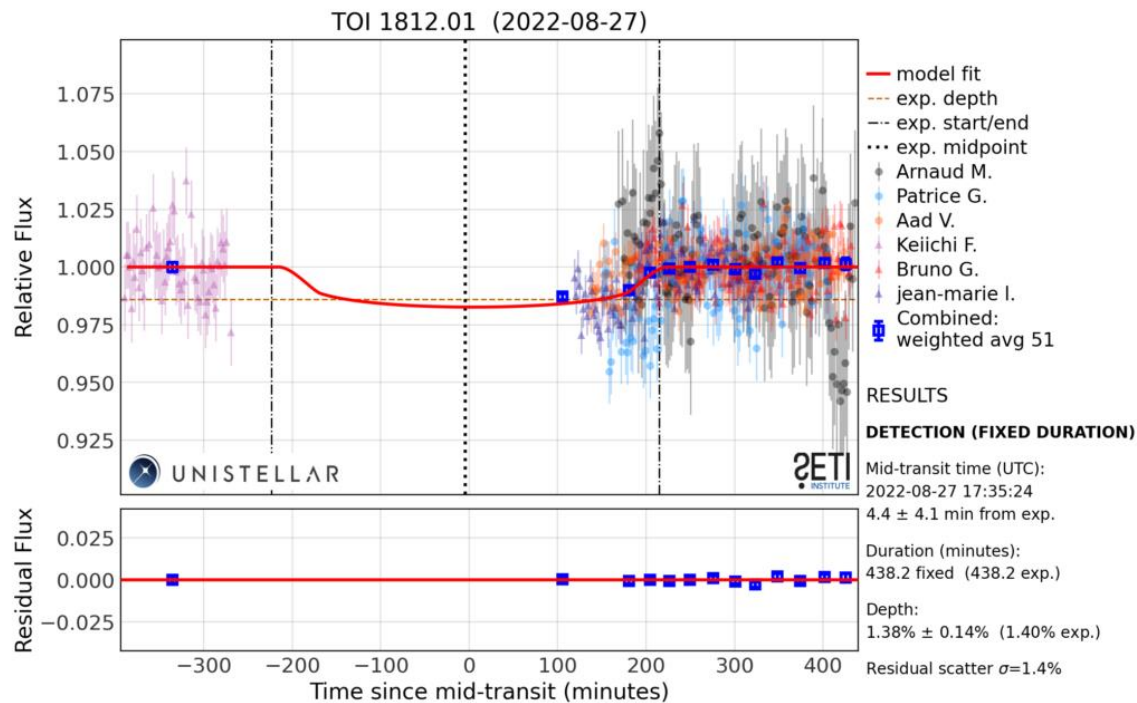 TOI 1812.01 (2022-08-27)
Relative Flux
1.075
1.050
1.025
1.000
0.975
0.950
0.925
UNISTELLAR
SETI
INSTITUTE
model fit
exp. depth
exp. start/end
exp. midpoint
Arnaud M.
Patrice G.
Aad V.
Keiichi F.
Bruno G.
jean-marie l.
Combined:
weighted avg 51
RESULTS
DETECTION (FIXED DURATION)
Mid-transit time (UTC):
2022-08-27 17:35:24
4.4 ± 4.1 min from exp.
Duration (minutes):
438.2 fixed (438.2 exp.)
Depth:
1.38% ± 0.14% (1.40% exp.)
Residual scatter σ=1.4%
Residual Flux
0.025
0.000
−0.025
−300 −200 −100 0 100 200 300 400
Time since mid-transit (minutes)